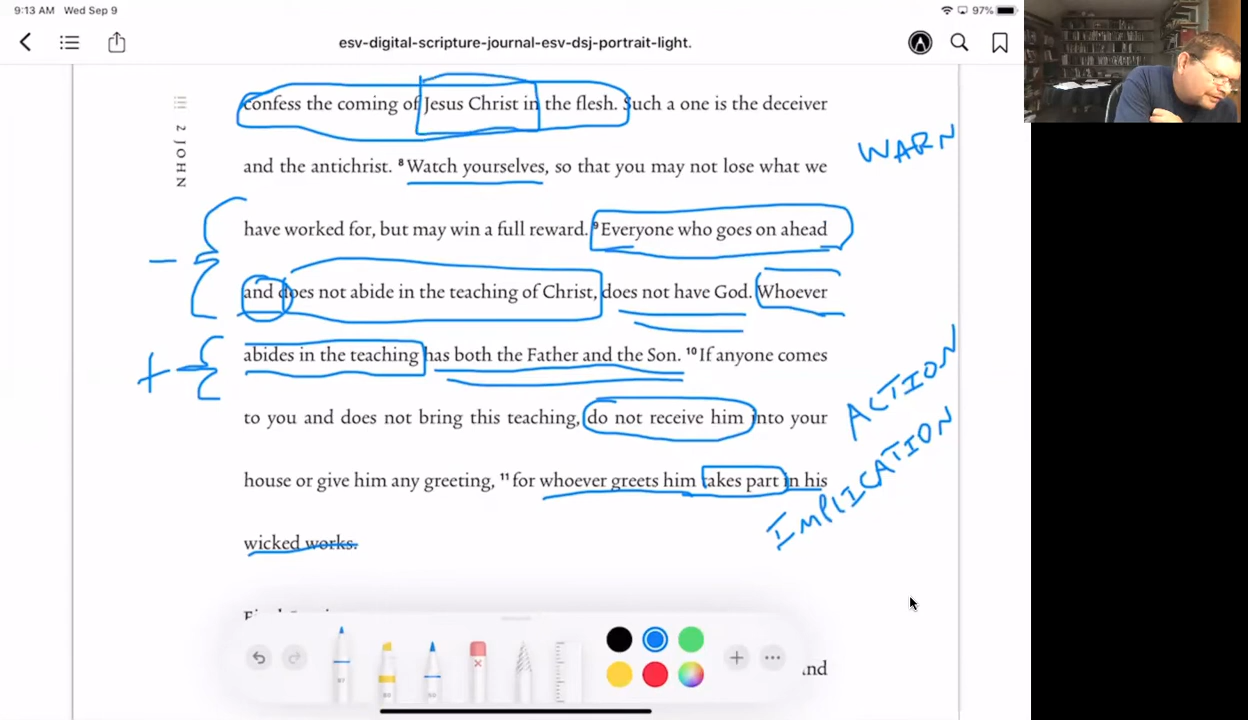 9:13 AM Wed Sep 9
97%
esv-digital-scripture-journal-esv-dsj-portrait-light.
2 JOHN
confess the coming of Jesus Christ in the flesh. Such a one is the deceiver
WARN
and the antichrist. 8 Watch yourselves, so that you may not lose what we
have worked for, but may win a full reward. 9 Everyone who goes on ahead
−
and does not abide in the teaching of Christ, does not have God. Whoever
+
abides in the teaching has both the Father and the Son. 10 If anyone comes
ACTION
to you and does not bring this teaching, do not receive him into your
IMPLICATION
house or give him any greeting, 11 for whoever greets him takes part in his
wicked works.
and